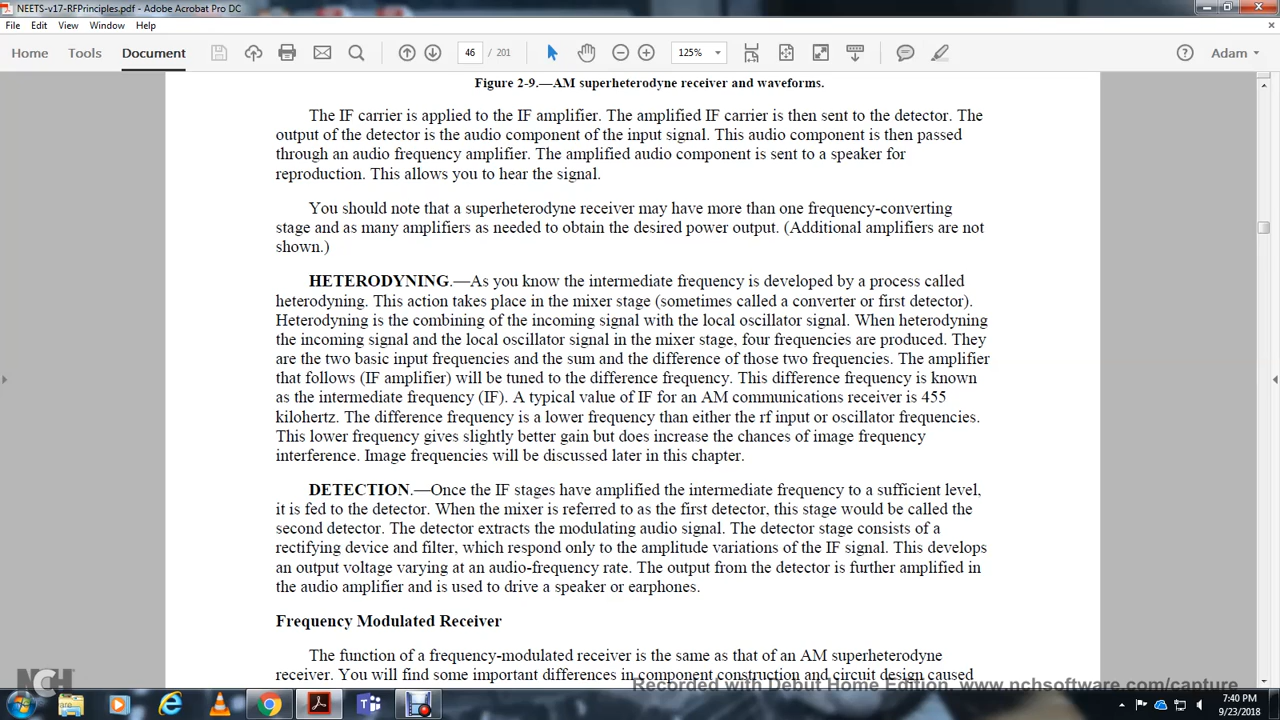 NEETS-v17-RFPrinciples.pdf - Adobe Acrobat Pro DC
File Edit View Window Help
Home Tools Document 46 / 201 125% Adam
Figure 2-9.—AM superheterodyne receiver and waveforms.
The IF carrier is applied to the IF amplifier. The amplified IF carrier is then sent to the detector. The
output of the detector is the audio component of the input signal. This audio component is then passed
through an audio frequency amplifier. The amplified audio component is sent to a speaker for
reproduction. This allows you to hear the signal.
You should note that a superheterodyne receiver may have more than one frequency-converting
stage and as many amplifiers as needed to obtain the desired power output. (Additional amplifiers are not
shown.)
HETERODYNING.—As you know the intermediate frequency is developed by a process called
heterodyning. This action takes place in the mixer stage (sometimes called a converter or first detector).
Heterodyning is the combining of the incoming signal with the local oscillator signal. When heterodyning
the incoming signal and the local oscillator signal in the mixer stage, four frequencies are produced. They
are the two basic input frequencies and the sum and the difference of those two frequencies. The amplifier
that follows (IF amplifier) will be tuned to the difference frequency. This difference frequency is known
as the intermediate frequency (IF). A typical value of IF for an AM communications receiver is 455
kilohertz. The difference frequency is a lower frequency than either the rf input or oscillator frequencies.
This lower frequency gives slightly better gain but does increase the chances of image frequency
interference. Image frequencies will be discussed later in this chapter.
DETECTION.—Once the IF stages have amplified the intermediate frequency to a sufficient level,
it is fed to the detector. When the mixer is referred to as the first detector, this stage would be called the
second detector. The detector extracts the modulating audio signal. The detector stage consists of a
rectifying device and filter, which respond only to the amplitude variations of the IF signal. This develops
an output voltage varying at an audio-frequency rate. The output from the detector is further amplified in
the audio amplifier and is used to drive a speaker or earphones.
Frequency Modulated Receiver
The function of a frequency-modulated receiver is the same as that of an AM superheterodyne
receiver. You will find some important differences in component construction and circuit design caused
NCH
Recorded with Debut Home Edition. www.nchsoftware.com/capture
7:40 PM
9/23/2018